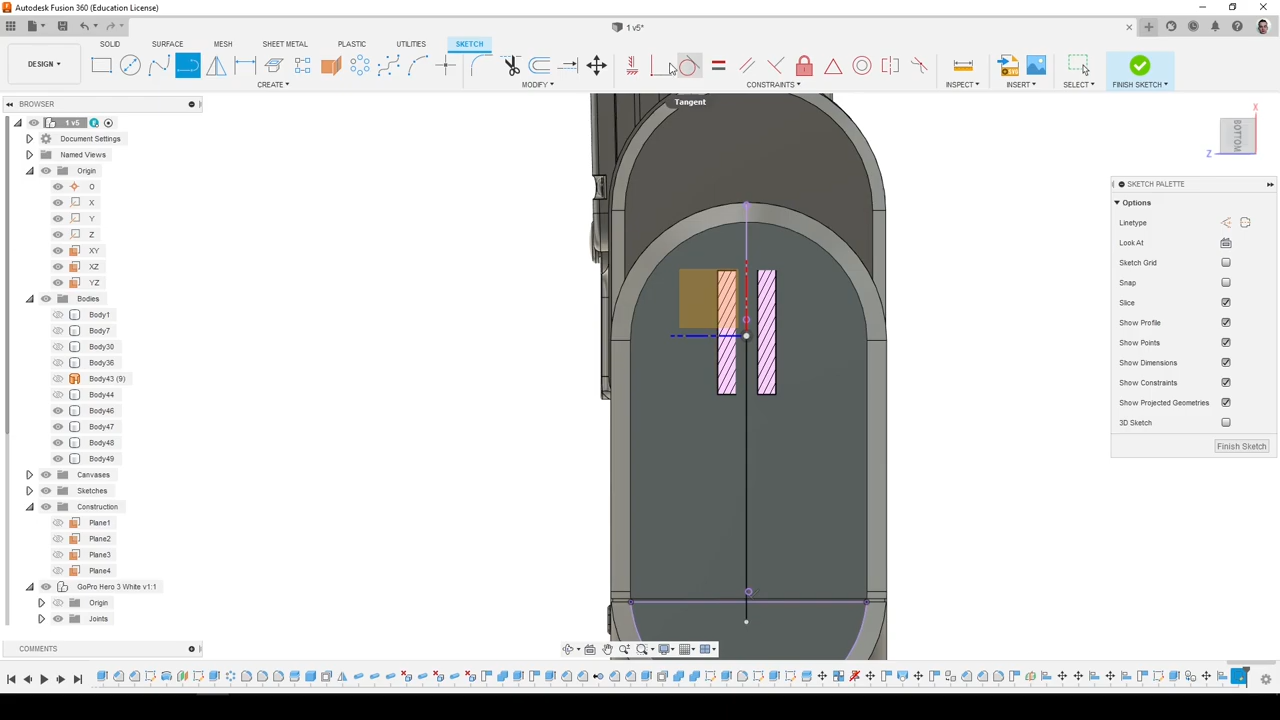 Autodesk Fusion 360 (Education License)
1 v5*
SOLID SURFACE MESH SHEET METAL PLASTIC UTILITIES SKETCH
DESIGN
CREATE MODIFY CONSTRAINTS INSPECT INSERT SELECT FINISH SKETCH
Tangent
BROWSER
1 v5
Document Settings
Named Views
Origin
O
X
Y
Z
XY
XZ
YZ
Bodies
Body1
Body7
Body30
Body36
Body43 (9)
Body44
Body46
Body47
Body48
Body49
Canvases
Sketches
Construction
Plane1
Plane2
Plane3
Plane4
GoPro Hero 3 White v1:1
Origin
Joints
COMMENTS
X
BOTTOM
Z
SKETCH PALETTE
Options
Linetype
Look At
Sketch Grid
Snap
Slice
Show Profile
Show Points
Show Dimensions
Show Constraints
Show Projected Geometries
3D Sketch
Finish Sketch